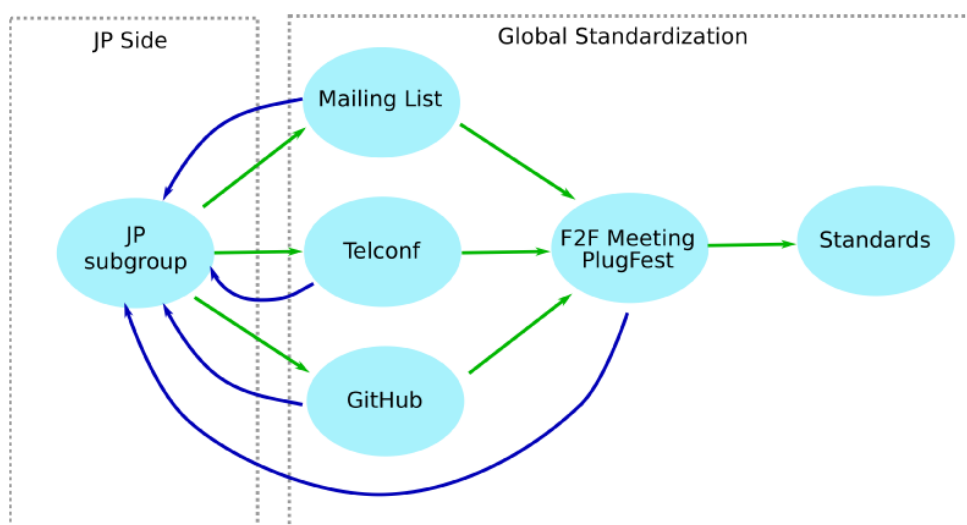 JP Side
Global Standardization
Mailing List
JP
subgroup
Telconf
F2F Meeting
PlugFest
Standards
GitHub